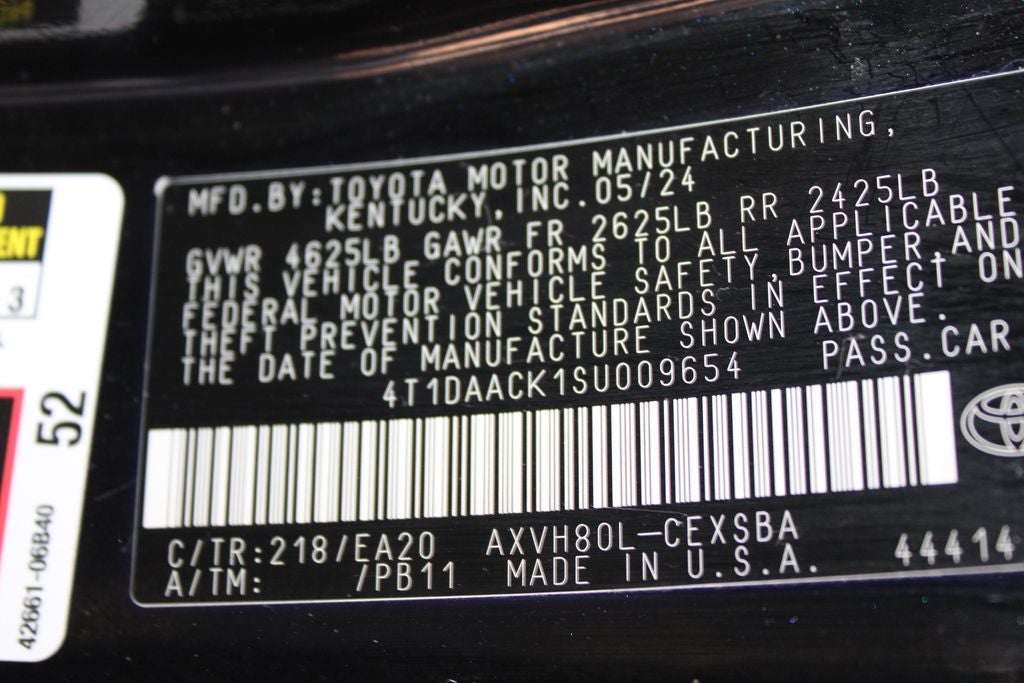 MFD.BY:TOYOTA MOTOR MANUFACTURING,
KENTUCKY, INC.05/24
GVWR 4625LB GAWR FR 2625LB RR 2425LB
THIS VEHICLE CONFORMS TO ALL APPLICABLE
FEDERAL MOTOR VEHICLE SAFETY,BUMPER,AND
THEFT PREVENTION STANDARDS IN EFFECT ON
THE DATE OF MANUFACTURE SHOWN ABOVE.
4T1DAACK1SU009654 PASS.CAR
C/TR:218/EA20 AXVH80L-CEXSBA 44414
A/TM: /PB11 MADE IN U.S.A.
3
52
42661-06B40